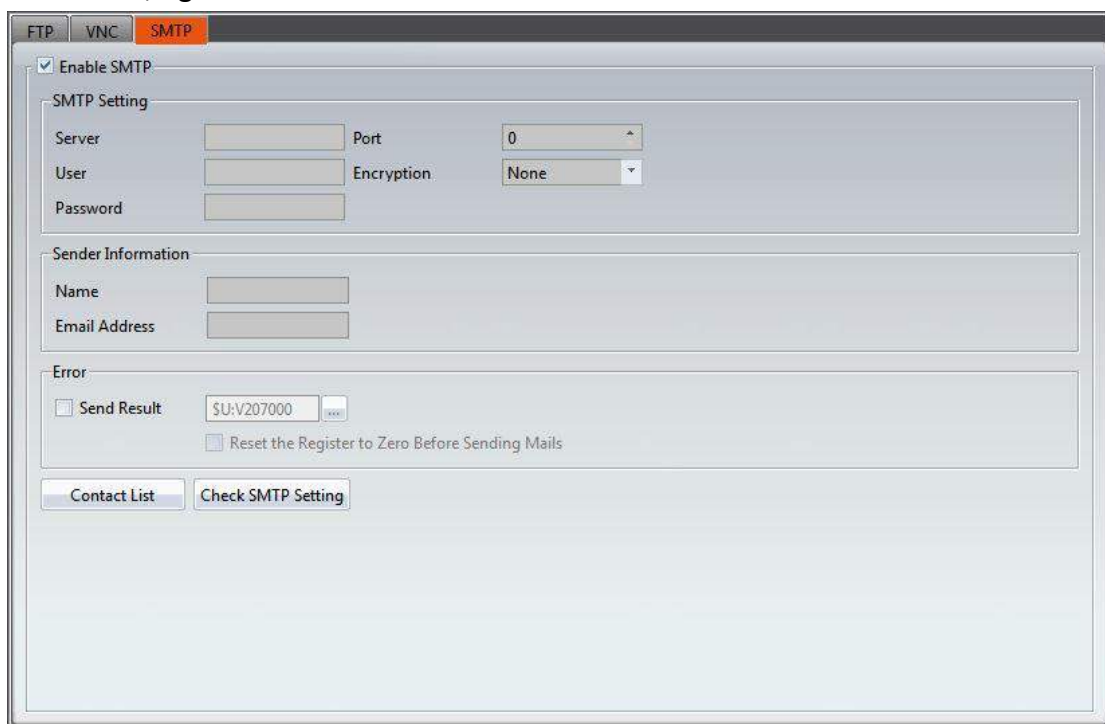 FTP VNC SMTP
Enable SMTP
SMTP Setting
Server Port 0
User Encryption None
Password
Sender Information
Name
Email Address
Error
Send Result $U:V207000 ...
Reset the Register to Zero Before Sending Mails
Contact List Check SMTP Setting